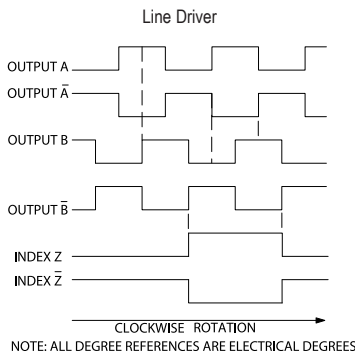 Line Driver
OUTPUT A
OUTPUT A̅
OUTPUT B
OUTPUT B̅
INDEX Z
INDEX Z̅
CLOCKWISE ROTATION
NOTE: ALL DEGREE REFERENCES ARE ELECTRICAL DEGREES